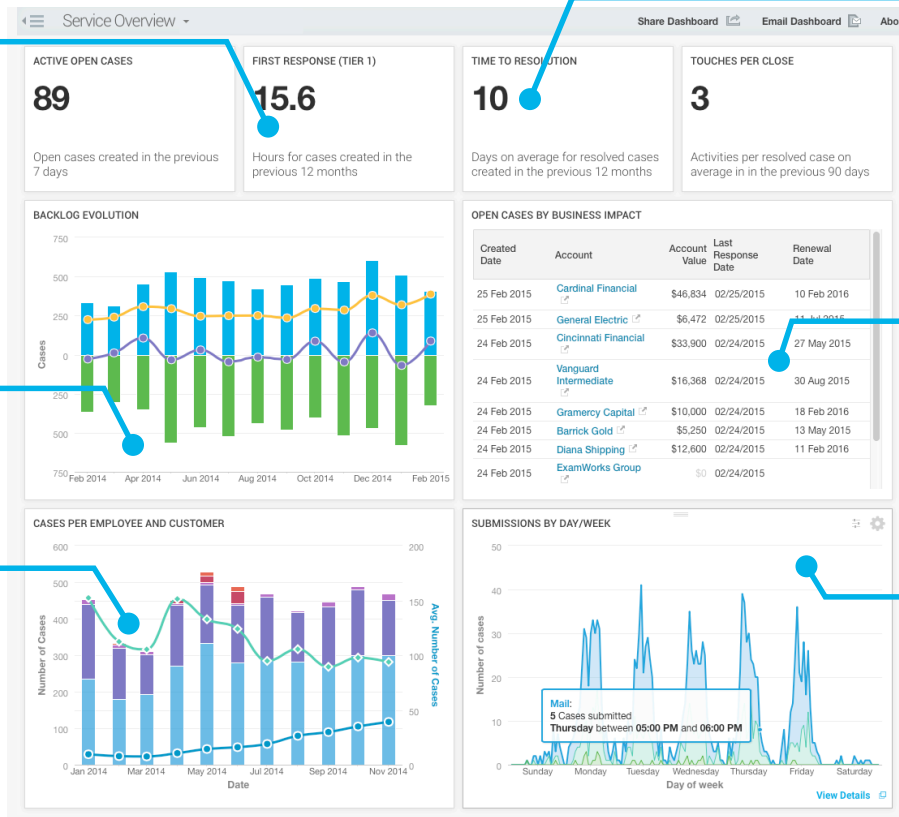 Service Overview
Share Dashboard
Email Dashboard
Abo
ACTIVE OPEN CASES
89
Open cases created in the previous
7 days
FIRST RESPONSE (TIER 1)
15.6
Hours for cases created in the
previous 12 months
TIME TO RESOLUTION
10
Days on average for resolved cases
created in the previous 12 months
TOUCHES PER CLOSE
3
Activities per resolved case on
average in in the previous 90 days
BACKLOG EVOLUTION
750
500
250
0
250
500
750
Cases
Feb 2014 Apr 2014 Jun 2014 Aug 2014 Oct 2014 Dec 2014 Feb 2015
OPEN CASES BY BUSINESS IMPACT
Created
Date
Account
Account
Value
Last
Response
Date
Renewal
Date
25 Feb 2015 Cardinal Financial $46,834 02/25/2015 10 Feb 2016
25 Feb 2015 General Electric $6,472 02/25/2015 11 Jul 2015
24 Feb 2015 Cincinnati Financial $33,900 02/24/2015 27 May 2015
Vanguard
24 Feb 2015 Intermediate $16,368 02/24/2015 30 Aug 2015
24 Feb 2015 Gramercy Capital $10,000 02/24/2015 18 Feb 2016
24 Feb 2015 Barrick Gold $5,250 02/24/2015 13 May 2015
24 Feb 2015 Diana Shipping $12,600 02/24/2015 11 Feb 2016
24 Feb 2015 ExamWorks Group $0 02/24/2015
CASES PER EMPLOYEE AND CUSTOMER
600
500
400
300
200
100
0
Number of Cases
200
150
100
50
0
Avg. Number of Cases
Jan 2014 Mar 2014 May 2014 Jul 2014 Sep 2014 Nov 2014
Date
SUBMISSIONS BY DAY/WEEK
50
40
30
20
10
0
Number of cases
Mail:
5 Cases submitted
Thursday between 05:00 PM and 06:00 PM
Sunday Monday Tuesday Wednesday Thursday Friday Saturday
Day of week
View Details